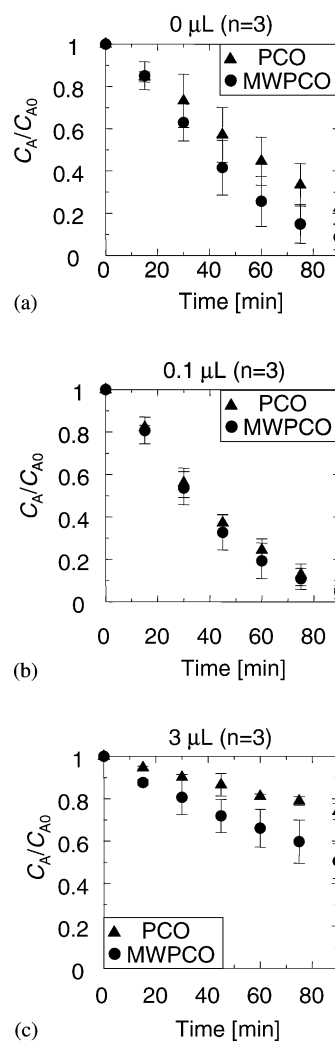 0 μL (n=3)
PCO
MWPCO
C_A/C_A0
1
0.8
0.6
0.4
0.2
0
0 20 40 60 80
Time [min]
(a)
0.1 μL (n=3)
PCO
MWPCO
C_A/C_A0
1
0.8
0.6
0.4
0.2
0
0 20 40 60 80
Time [min]
(b)
3 μL (n=3)
C_A/C_A0
1
0.8
0.6
0.4
0.2
0
PCO
MWPCO
0 20 40 60 80
Time [min]
(c)